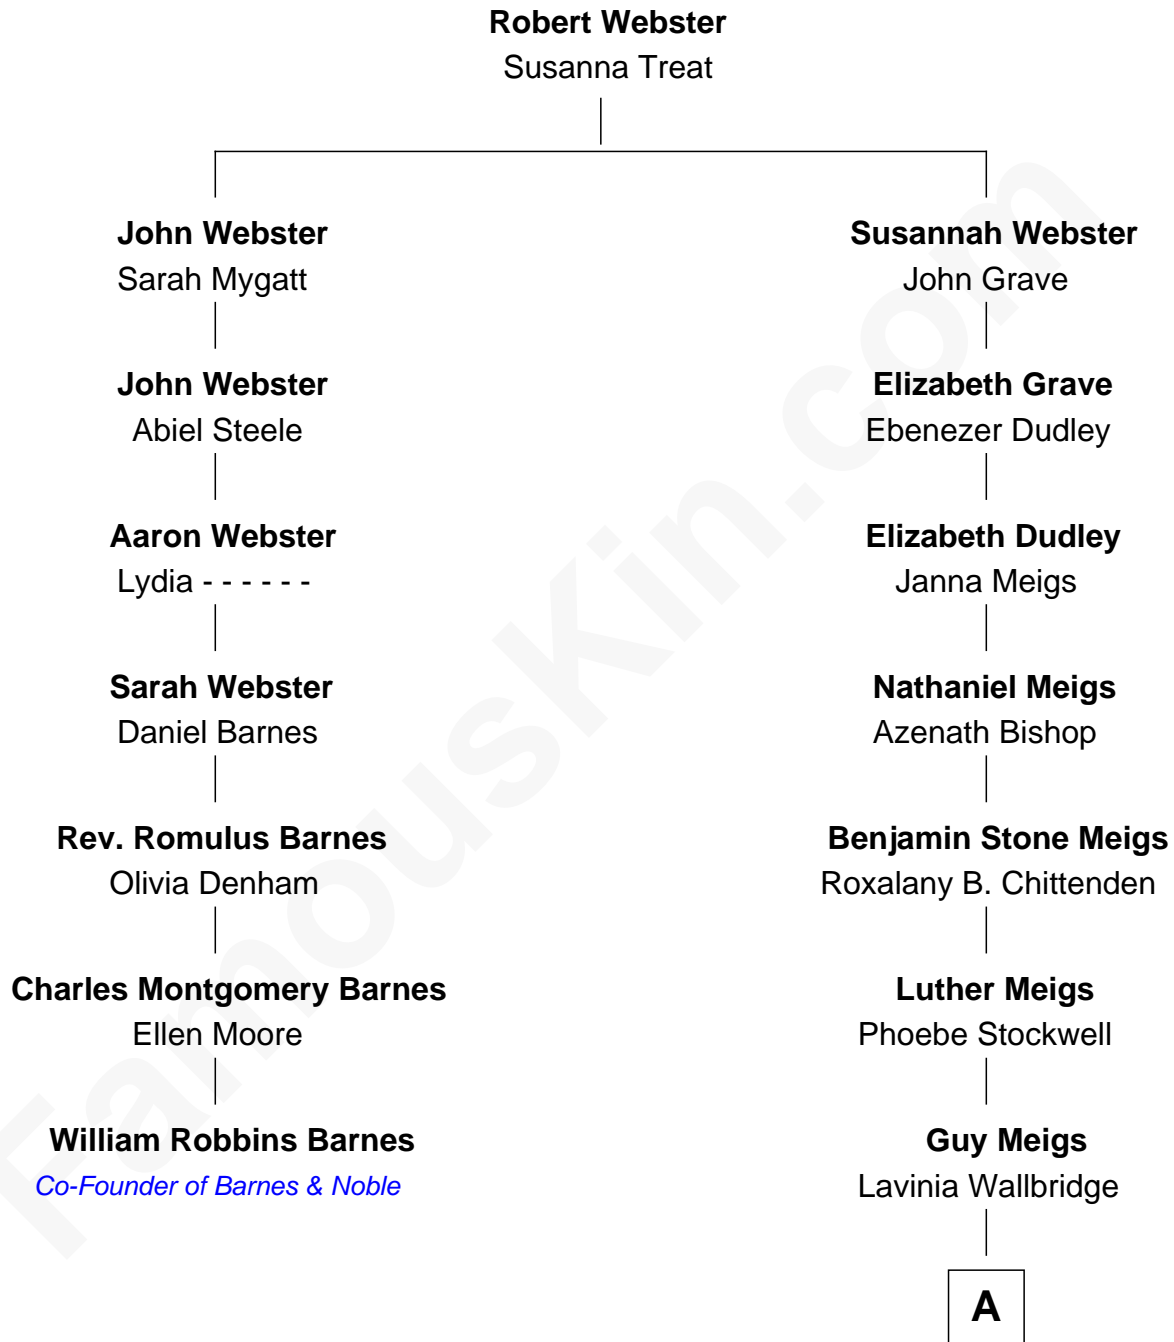 Robert Webster
Susanna Treat
John Webster
Sarah Mygatt
Susannah Webster
John Grave
John Webster
Abiel Steele
Elizabeth Grave
Ebenezer Dudley
Aaron Webster
Lydia - - - - - -
Elizabeth Dudley
Janna Meigs
Sarah Webster
Daniel Barnes
Nathaniel Meigs
Azenath Bishop
Rev. Romulus Barnes
Olivia Denham
Benjamin Stone Meigs
Roxalany B. Chittenden
Charles Montgomery Barnes
Ellen Moore
Luther Meigs
Phoebe Stockwell
William Robbins Barnes
Co-Founder of Barnes & Noble
Guy Meigs
Lavinia Wallbridge
A
FamousKin.com